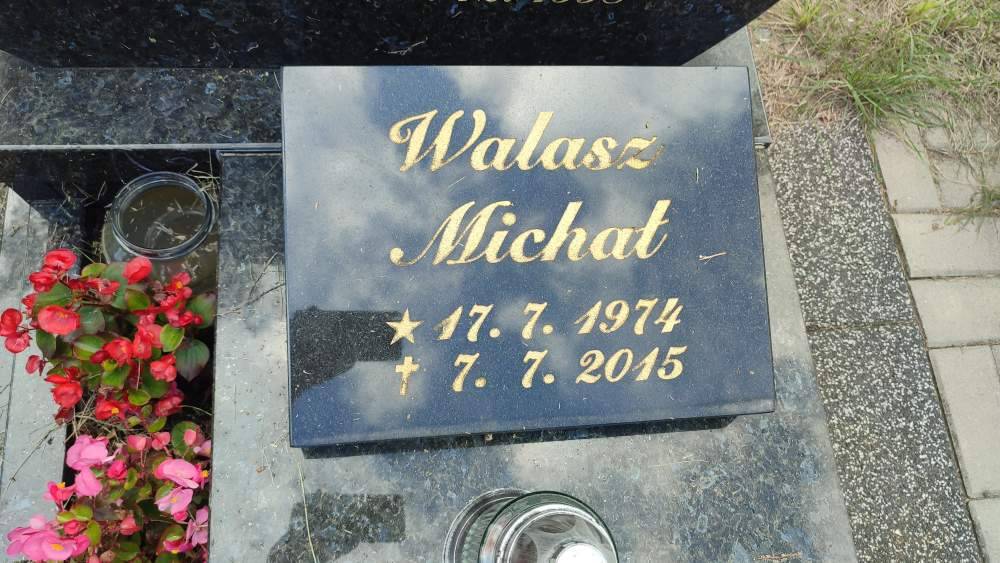 Walasz
Michał
★ 17. 7. 1974
✝ 7. 7. 2015